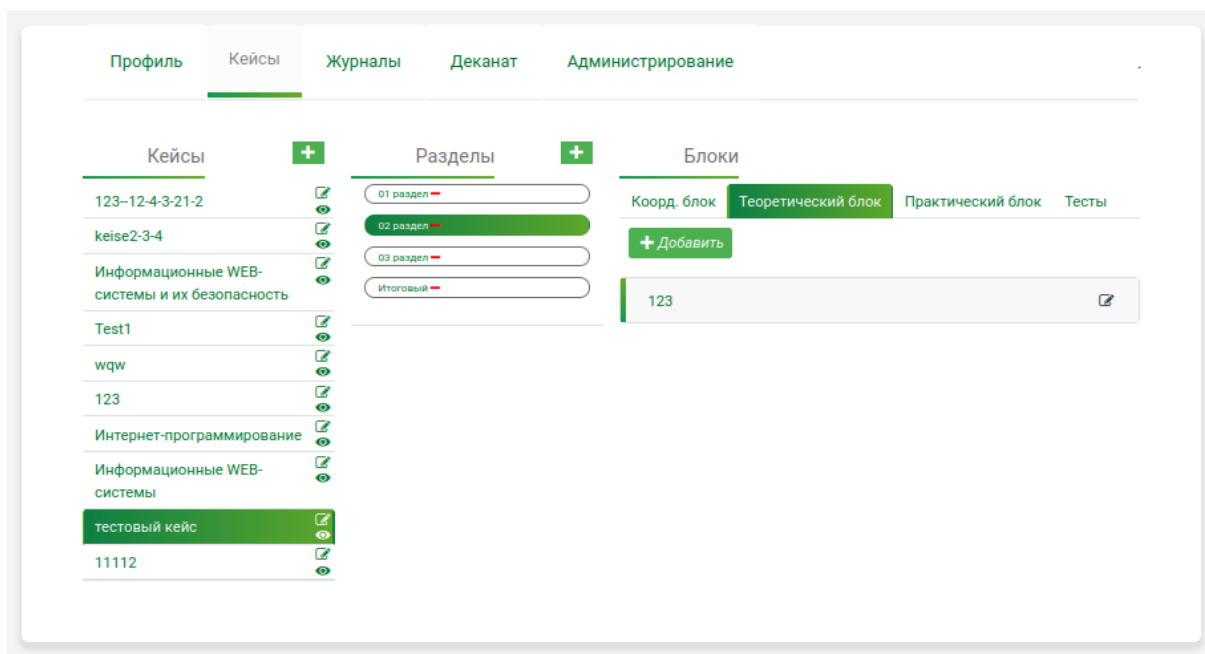 Профиль Кейсы Журналы Деканат Администрирование
Кейсы
123--12-4-3-21-2
keise2-3-4
Информационные WEB-
системы и их безопасность
Test1
wqw
123
Интернет-программирование
Информационные WEB-
системы
тестовый кейс
11112
Разделы
01 раздел
02 раздел
03 раздел
Итоговый
Блоки
Коорд. блок Теоретический блок Практический блок Тесты
Добавить
123